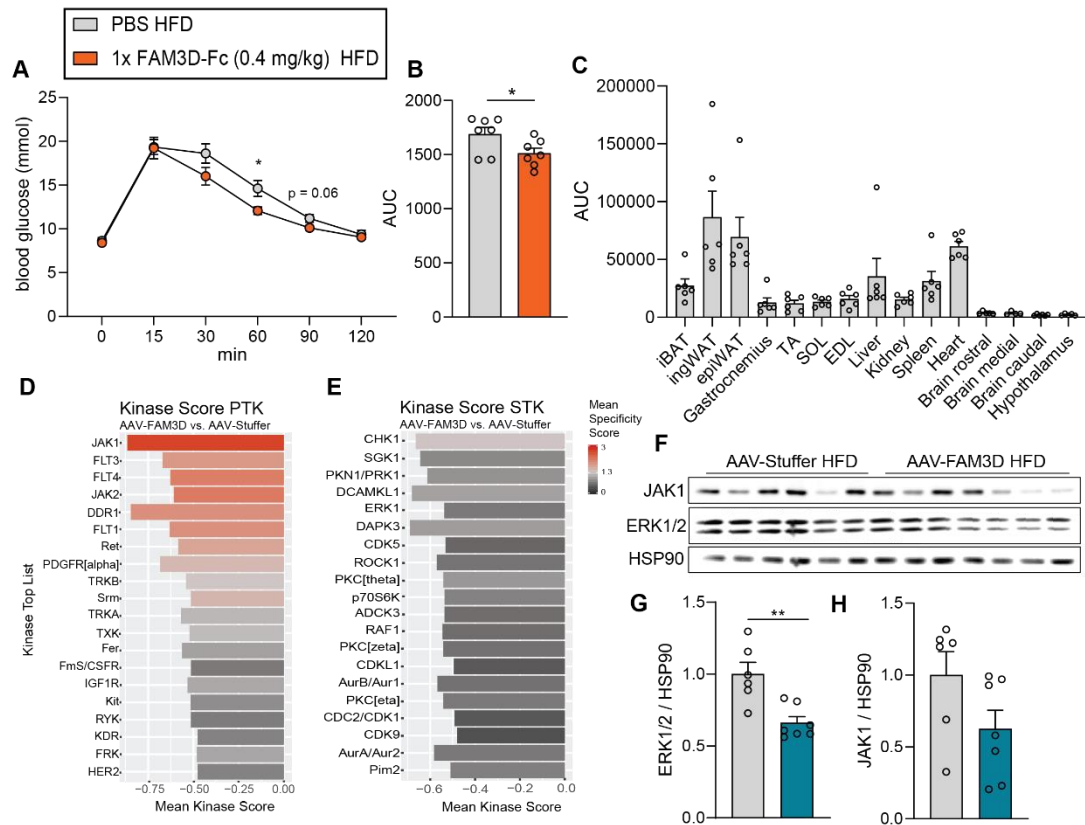 PBS HFD
1x FAM3D-Fc (0.4 mg/kg) HFD
A
blood glucose (mmol)
25
20
15
10
5
0
*
p = 0.06
0
15
30
60
90
120
min
B
AUC
2000
1500
1000
500
0
*
C
AUC
200000
150000
100000
50000
0
iBAT
ingWAT
epiWAT
Gastrocnemius
TA
SOL
EDL
Liver
Kidney
Spleen
Heart
Brain rostral
Brain medial
Brain caudal
Hypothalamus
D
Kinase Score PTK
AAV-FAM3D vs. AAV-Stuffer
Kinase Top List
JAK1
FLT3
FLT4
JAK2
DDR1
FLT1
Ret
PDGFR[alpha]
TRKB
Srm
TRKA
TXK
Fer
FmS/CSFR
IGF1R
Kit
RYK
KDR
FRK
HER2
−0.75
−0.50
−0.25
0.00
Mean Kinase Score
E
Kinase Score STK
AAV-FAM3D vs. AAV-Stuffer
CHK1
SGK1
PKN1/PRK1
DCAMKL1
ERK1
DAPK3
CDK5
ROCK1
PKC[theta]
p70S6K
ADCK3
RAF1
PKC[zeta]
CDKL1
AurB/Aur1
PKC[eta]
CDC2/CDK1
CDK9
AurA/Aur2
Pim2
−0.6
−0.4
−0.2
0.0
Mean Kinase Score
Mean
Specificity
Score
3
13
0
F
AAV-Stuffer HFD
AAV-FAM3D HFD
JAK1
ERK1/2
HSP90
G
ERK1/2 / HSP90
1.5
1.0
0.5
0.0
**
H
JAK1 / HSP90
1.5
1.0
0.5
0.0